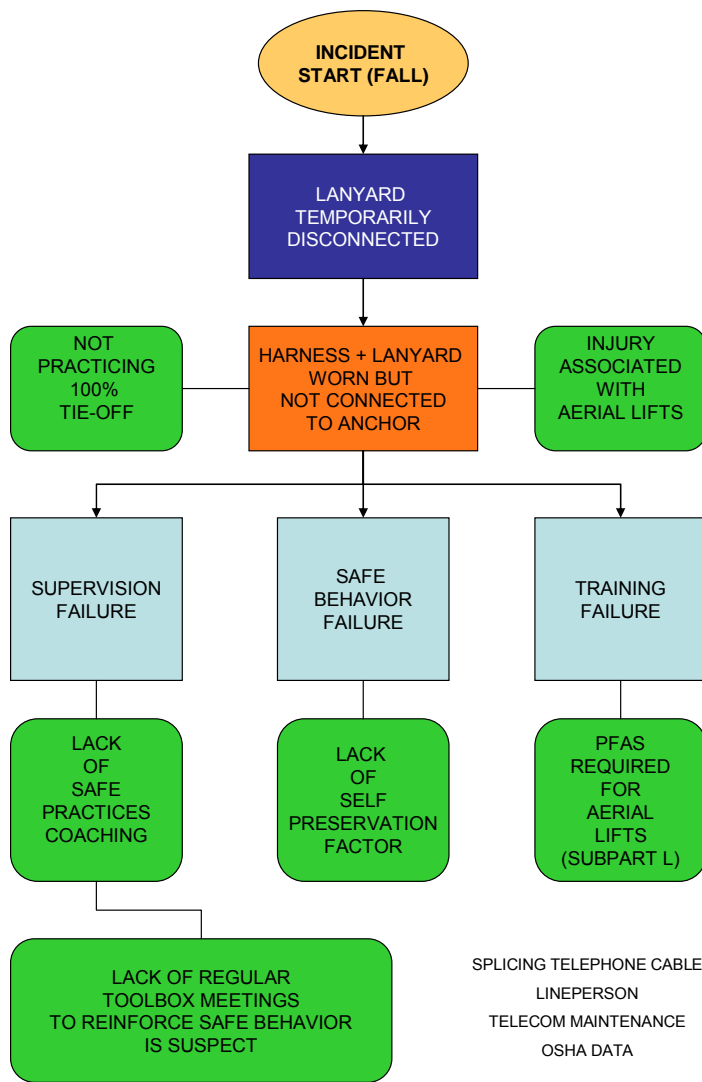 INCIDENT
START (FALL)
LANYARD
TEMPORARILY
DISCONNECTED
NOT
PRACTICING
100%
TIE-OFF
HARNESS + LANYARD
WORN BUT
NOT CONNECTED
TO ANCHOR
INJURY
ASSOCIATED
WITH
AERIAL LIFTS
SUPERVISION
FAILURE
SAFE
BEHAVIOR
FAILURE
TRAINING
FAILURE
LACK
OF
SAFE
PRACTICES
COACHING
LACK
OF
SELF
PRESERVATION
FACTOR
PFAS
REQUIRED
FOR
AERIAL
LIFTS
(SUBPART L)
LACK OF REGULAR
TOOLBOX MEETINGS
TO REINFORCE SAFE BEHAVIOR
IS SUSPECT
SPLICING TELEPHONE CABLE
LINEPERSON
TELECOM MAINTENANCE
OSHA DATA